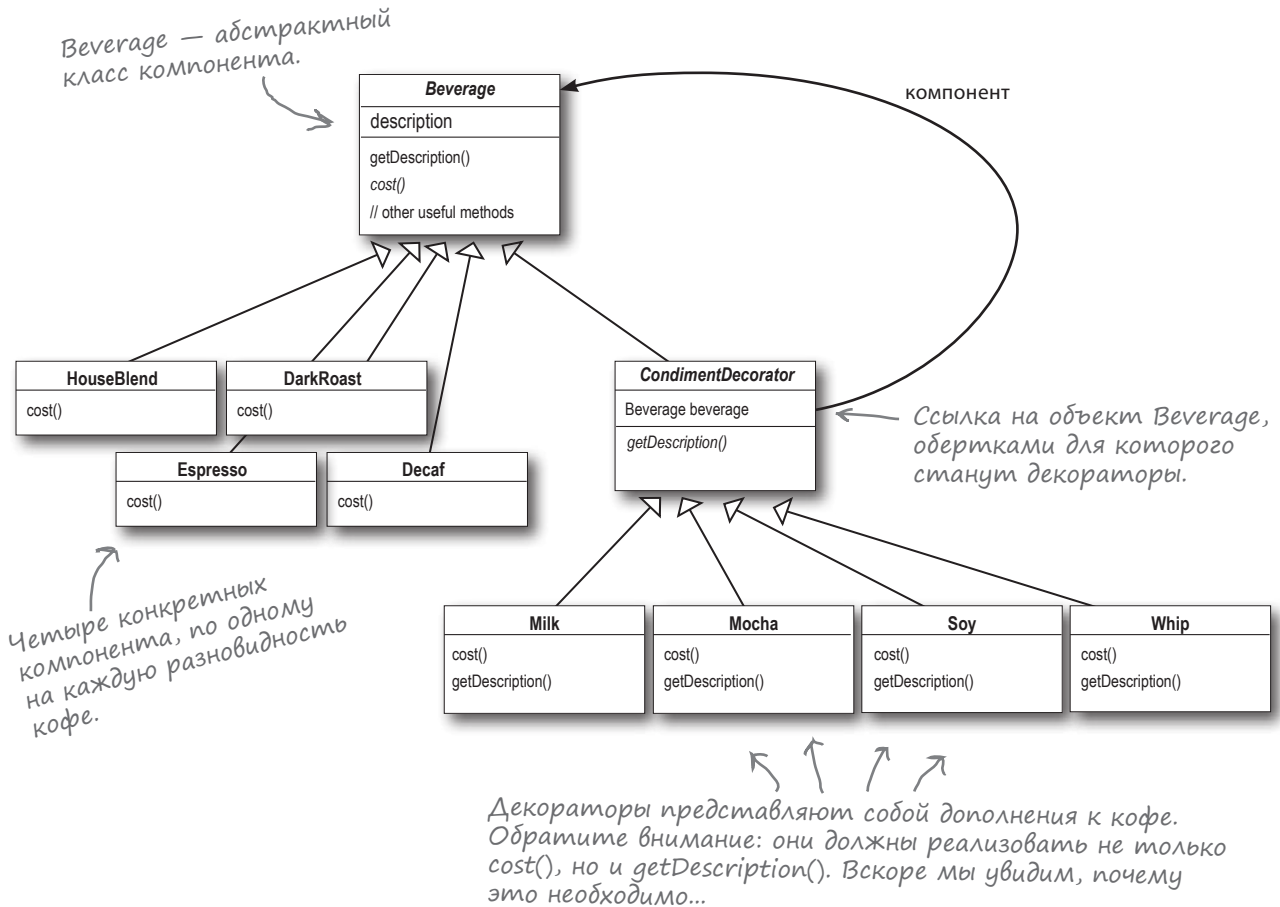 Beverage — абстрактный
класс компонента.
Beverage
description
getDescription()
cost()
// other useful methods
компонент
HouseBlend
cost()
DarkRoast
cost()
Espresso
cost()
Decaf
cost()
CondimentDecorator
Beverage beverage
getDescription()
Ссылка на объект Beverage,
обертками для которого
станут декораторы.
Четыре конкретных
компонента, по одному
на каждую разновидность
кофе.
Milk
cost()
getDescription()
Mocha
cost()
getDescription()
Soy
cost()
getDescription()
Whip
cost()
getDescription()
Декораторы представляют собой дополнения к кофе.
Обратите внимание: они должны реализовать не только
cost(), но и getDescription(). Вскоре мы увидим, почему
это необходимо...